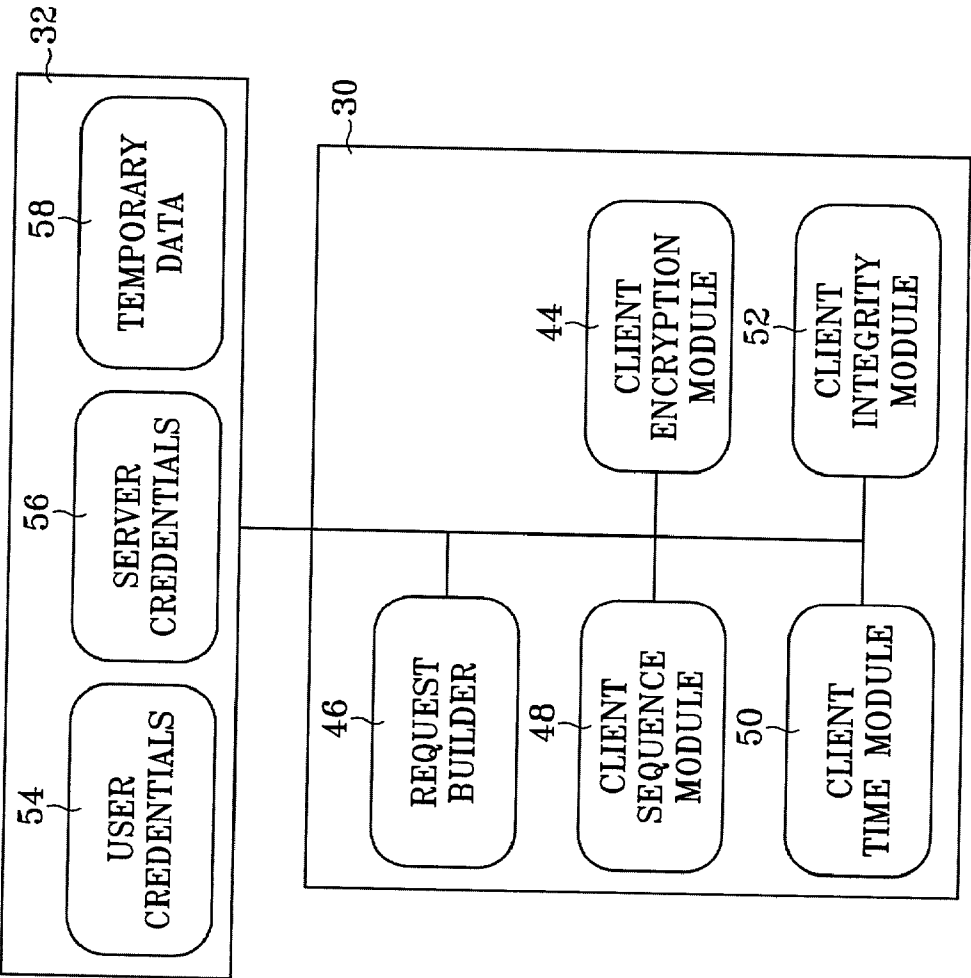 32
54
USER
CREDENTIALS
56
SERVER
CREDENTIALS
58
TEMPORARY
DATA
30
46
REQUEST
BUILDER
48
CLIENT
SEQUENCE
MODULE
44
CLIENT
ENCRYPTION
MODULE
50
CLIENT
TIME MODULE
52
CLIENT
INTEGRITY
MODULE